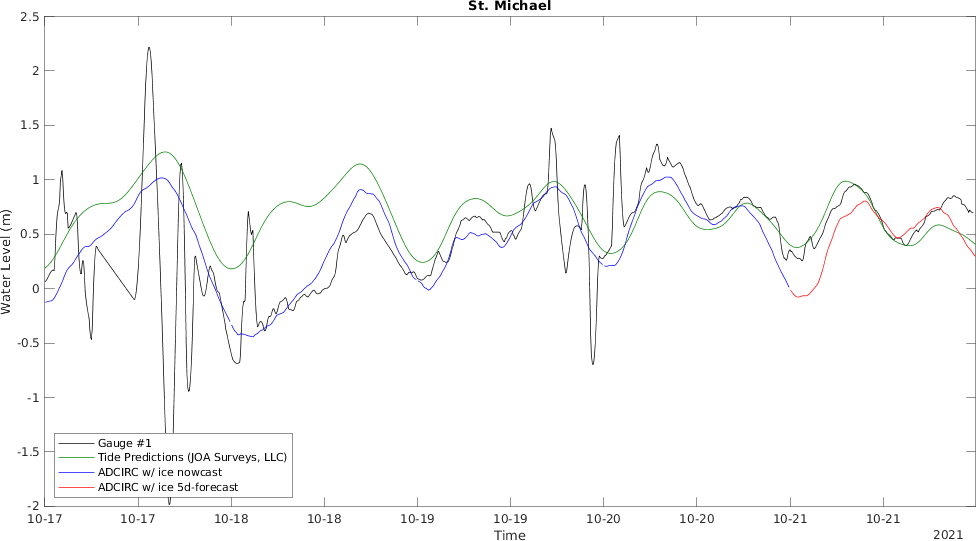 St. Michael
2.5
2
1.5
1
0.5
0
-0.5
-1
-1.5
-2
Water Level (m)
Gauge #1
Tide Predictions (JOA Surveys, LLC)
ADCIRC w/ ice nowcast
ADCIRC w/ ice 5d-forecast
10-17 10-17 10-18 10-18 10-19 10-19 10-20 10-20 10-21 10-21
Time
2021